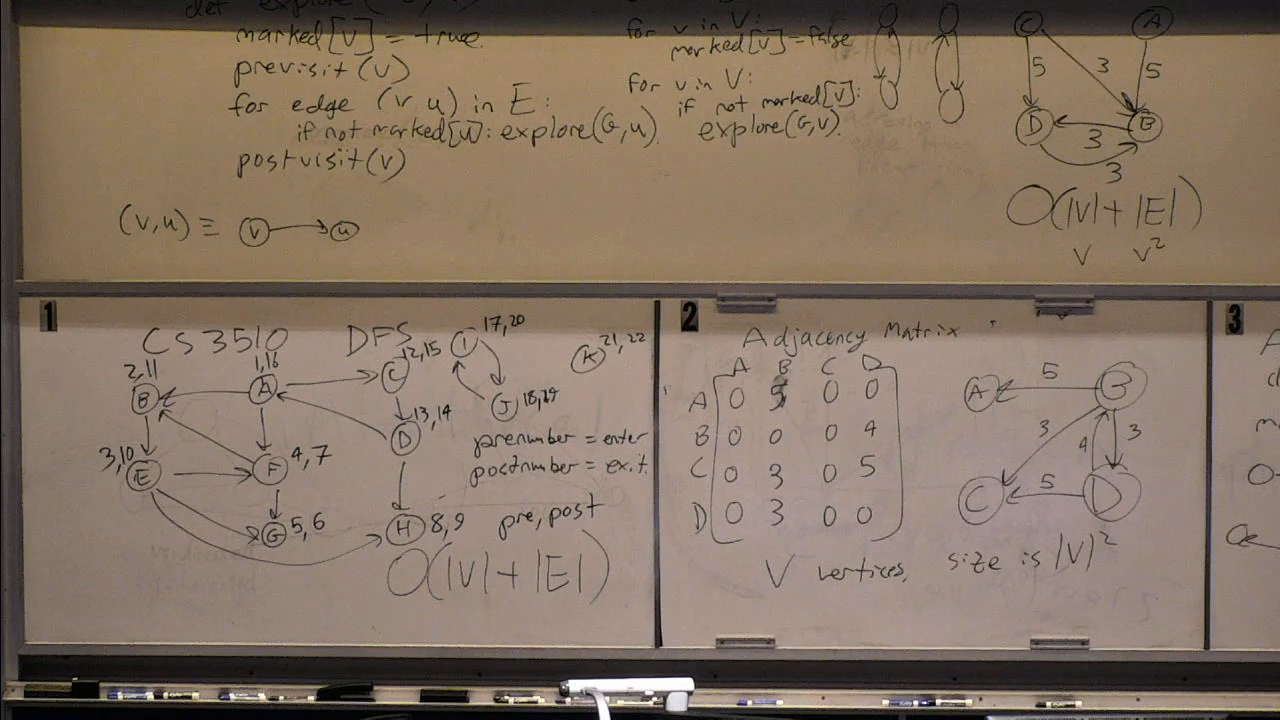 def explore(G, v):
marked[v] = true.
previsit(v)
for edge (v,u) in E:
if not marked[u]: explore(G,u)
postvisit(v)
(v,u) ≡ v u
for v in V:
marked[v]=false
for v in V:
if not marked[v]:
explore(G,v).
C A
5 3 5
D 3 B
3
O(|V|+|E|)
V V²
1
CS3510 DFS
2,11 B
1,16 A
12,15 C
17,20 I
21,22 K
J
3,10 E
4,7 F
13,14 D
G 5,6
H 8,9
prenumber = enter
postnumber = exit.
pre, post
O(|V|+|E|)
2
Adjacency Matrix
A B C D
A 0 5 0 0
B 0 0 0 4
C 0 3 0 5
D 0 3 0 0
V vertices, size is |V|²
A 5 B
3 4 3
C 5 D
3